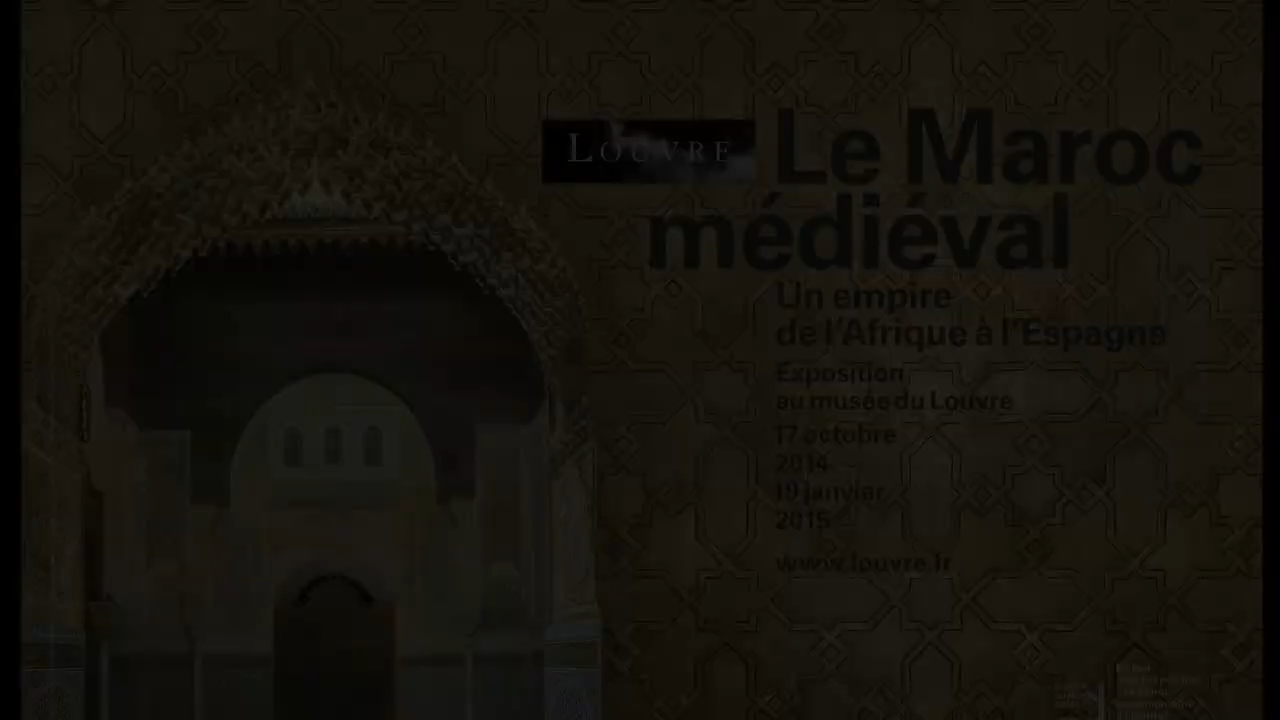 LOUVRE
Le Maroc
médiéval
Un empire
de l'Afrique à l'Espagne
Exposition
au musée du Louvre
17 octobre
2014
19 janvier
2015
www.louvre.fr